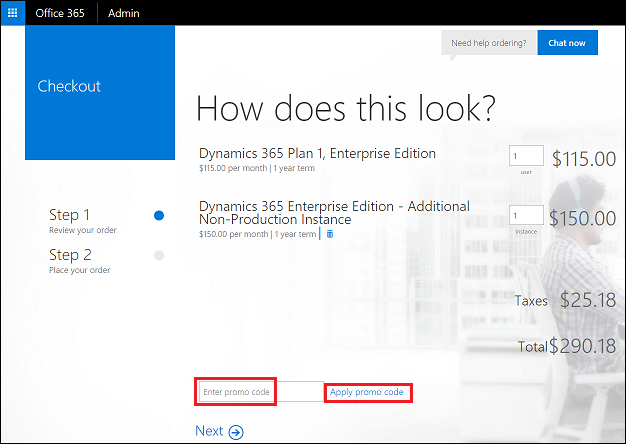 Office 365 Admin
Need help ordering? Chat now
Checkout
How does this look?
Dynamics 365 Plan 1, Enterprise Edition
$115.00 per month | 1 year term
1
user
$115.00
Dynamics 365 Enterprise Edition - Additional
Non-Production Instance
$150.00 per month | 1 year term
1
instance
$150.00
Step 1
Review your order
Step 2
Place your order
Taxes $25.18
Total $290.18
Enter promo code Apply promo code
Next